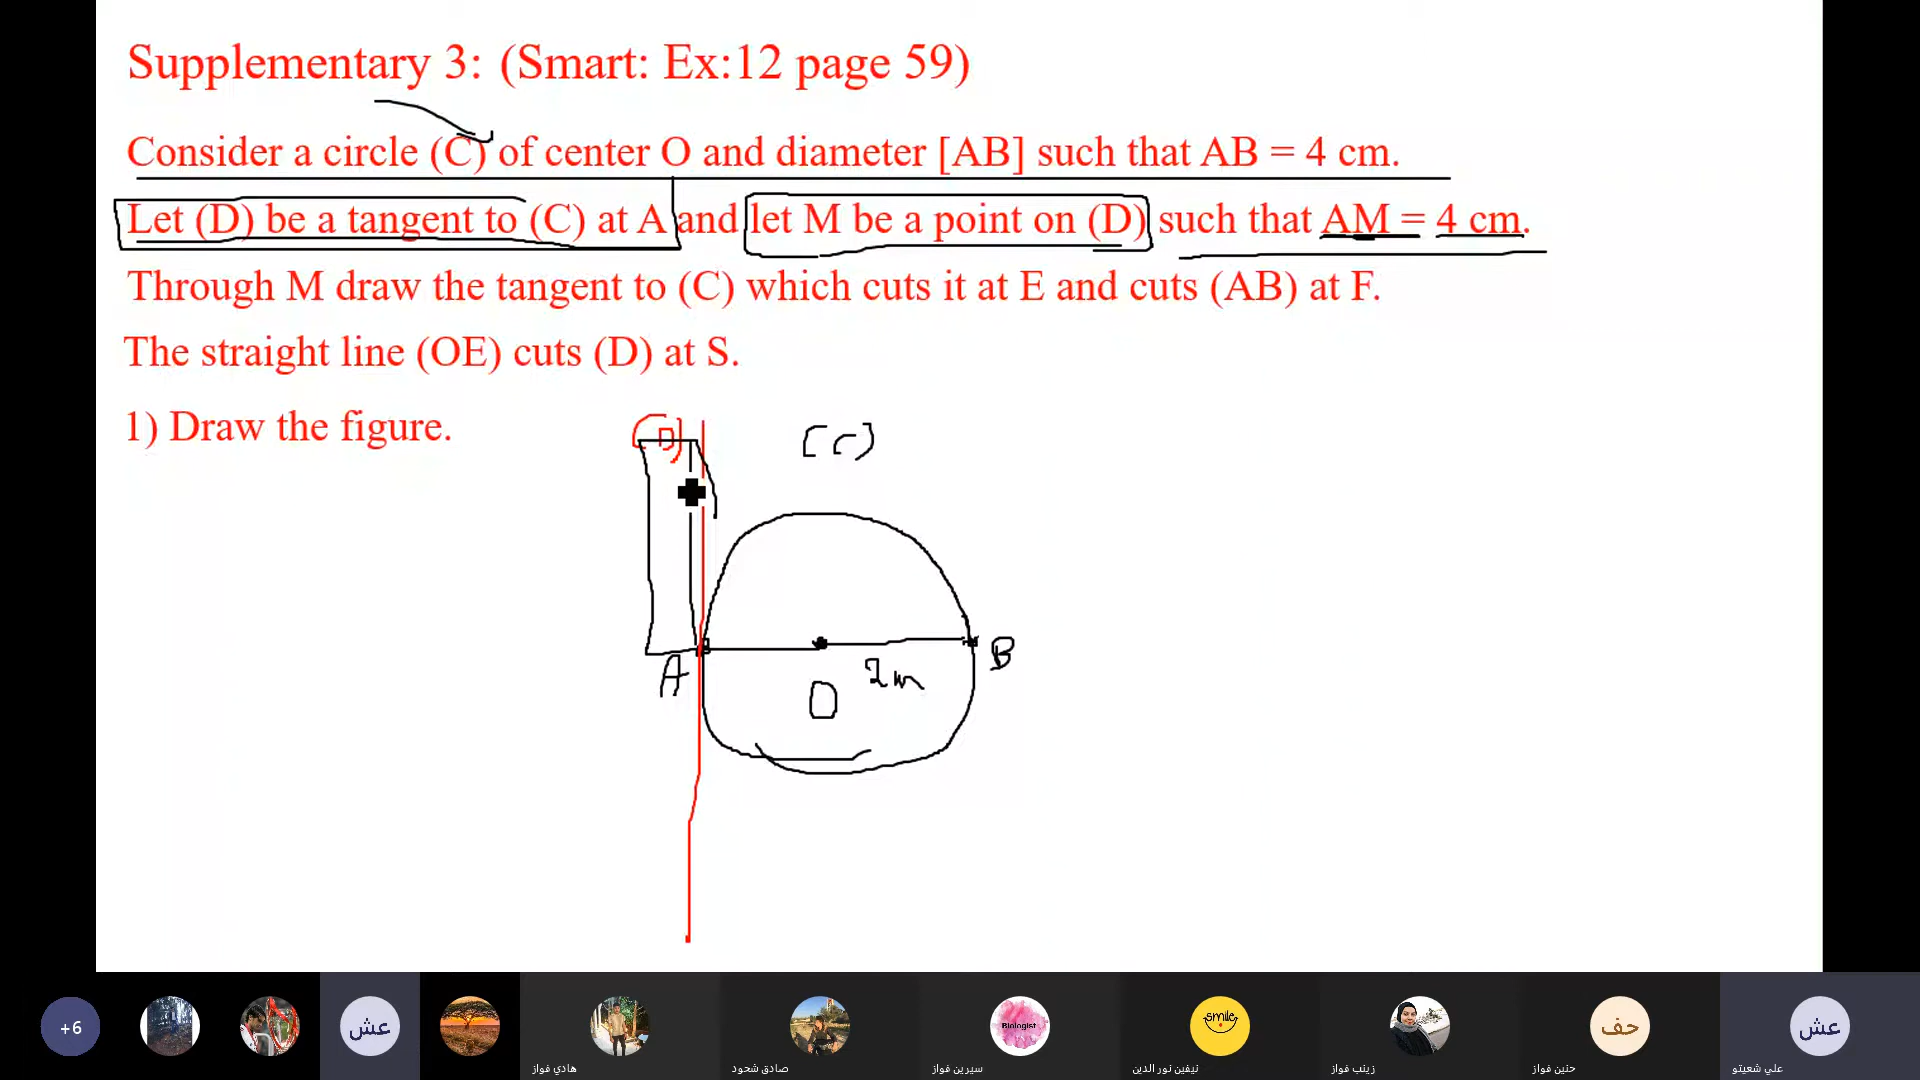 Supplementary 3: (Smart: Ex:12 page 59)
Consider a circle (C) of center O and diameter [AB] such that AB = 4 cm.
Let (D) be a tangent to (C) at A and let M be a point on (D) such that AM = 4 cm.
Through M draw the tangent to (C) which cuts it at E and cuts (AB) at F.
The straight line (OE) cuts (D) at S.
1) Draw the figure.
(D)
(C)
A
B
O
+6
عش
Biologist
smile
حف
عش
هادي فواز
صادق شحود
سيرين فواز
نيفين نور الدين
زينب فواز
حنين فواز
علي شعيتو